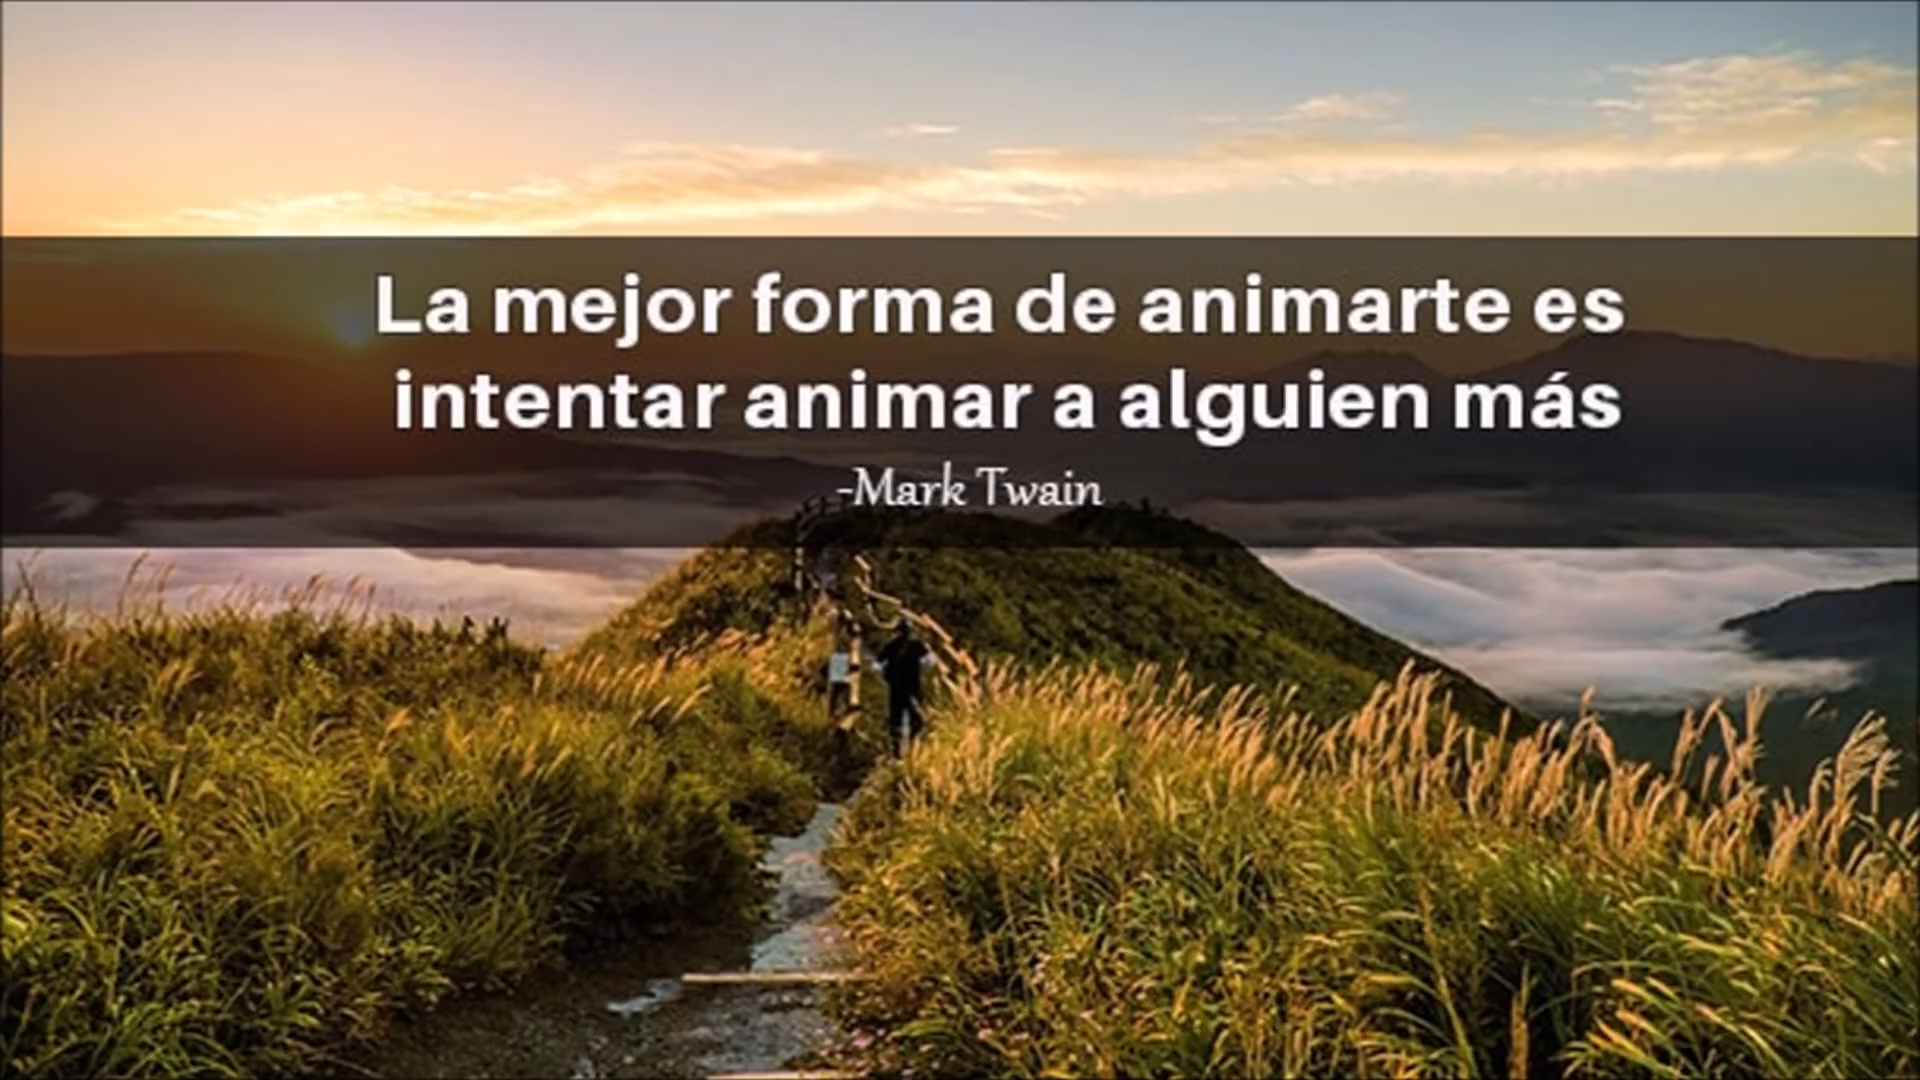 La mejor forma de animarte es
intentar animar a alguien más
-Mark Twain